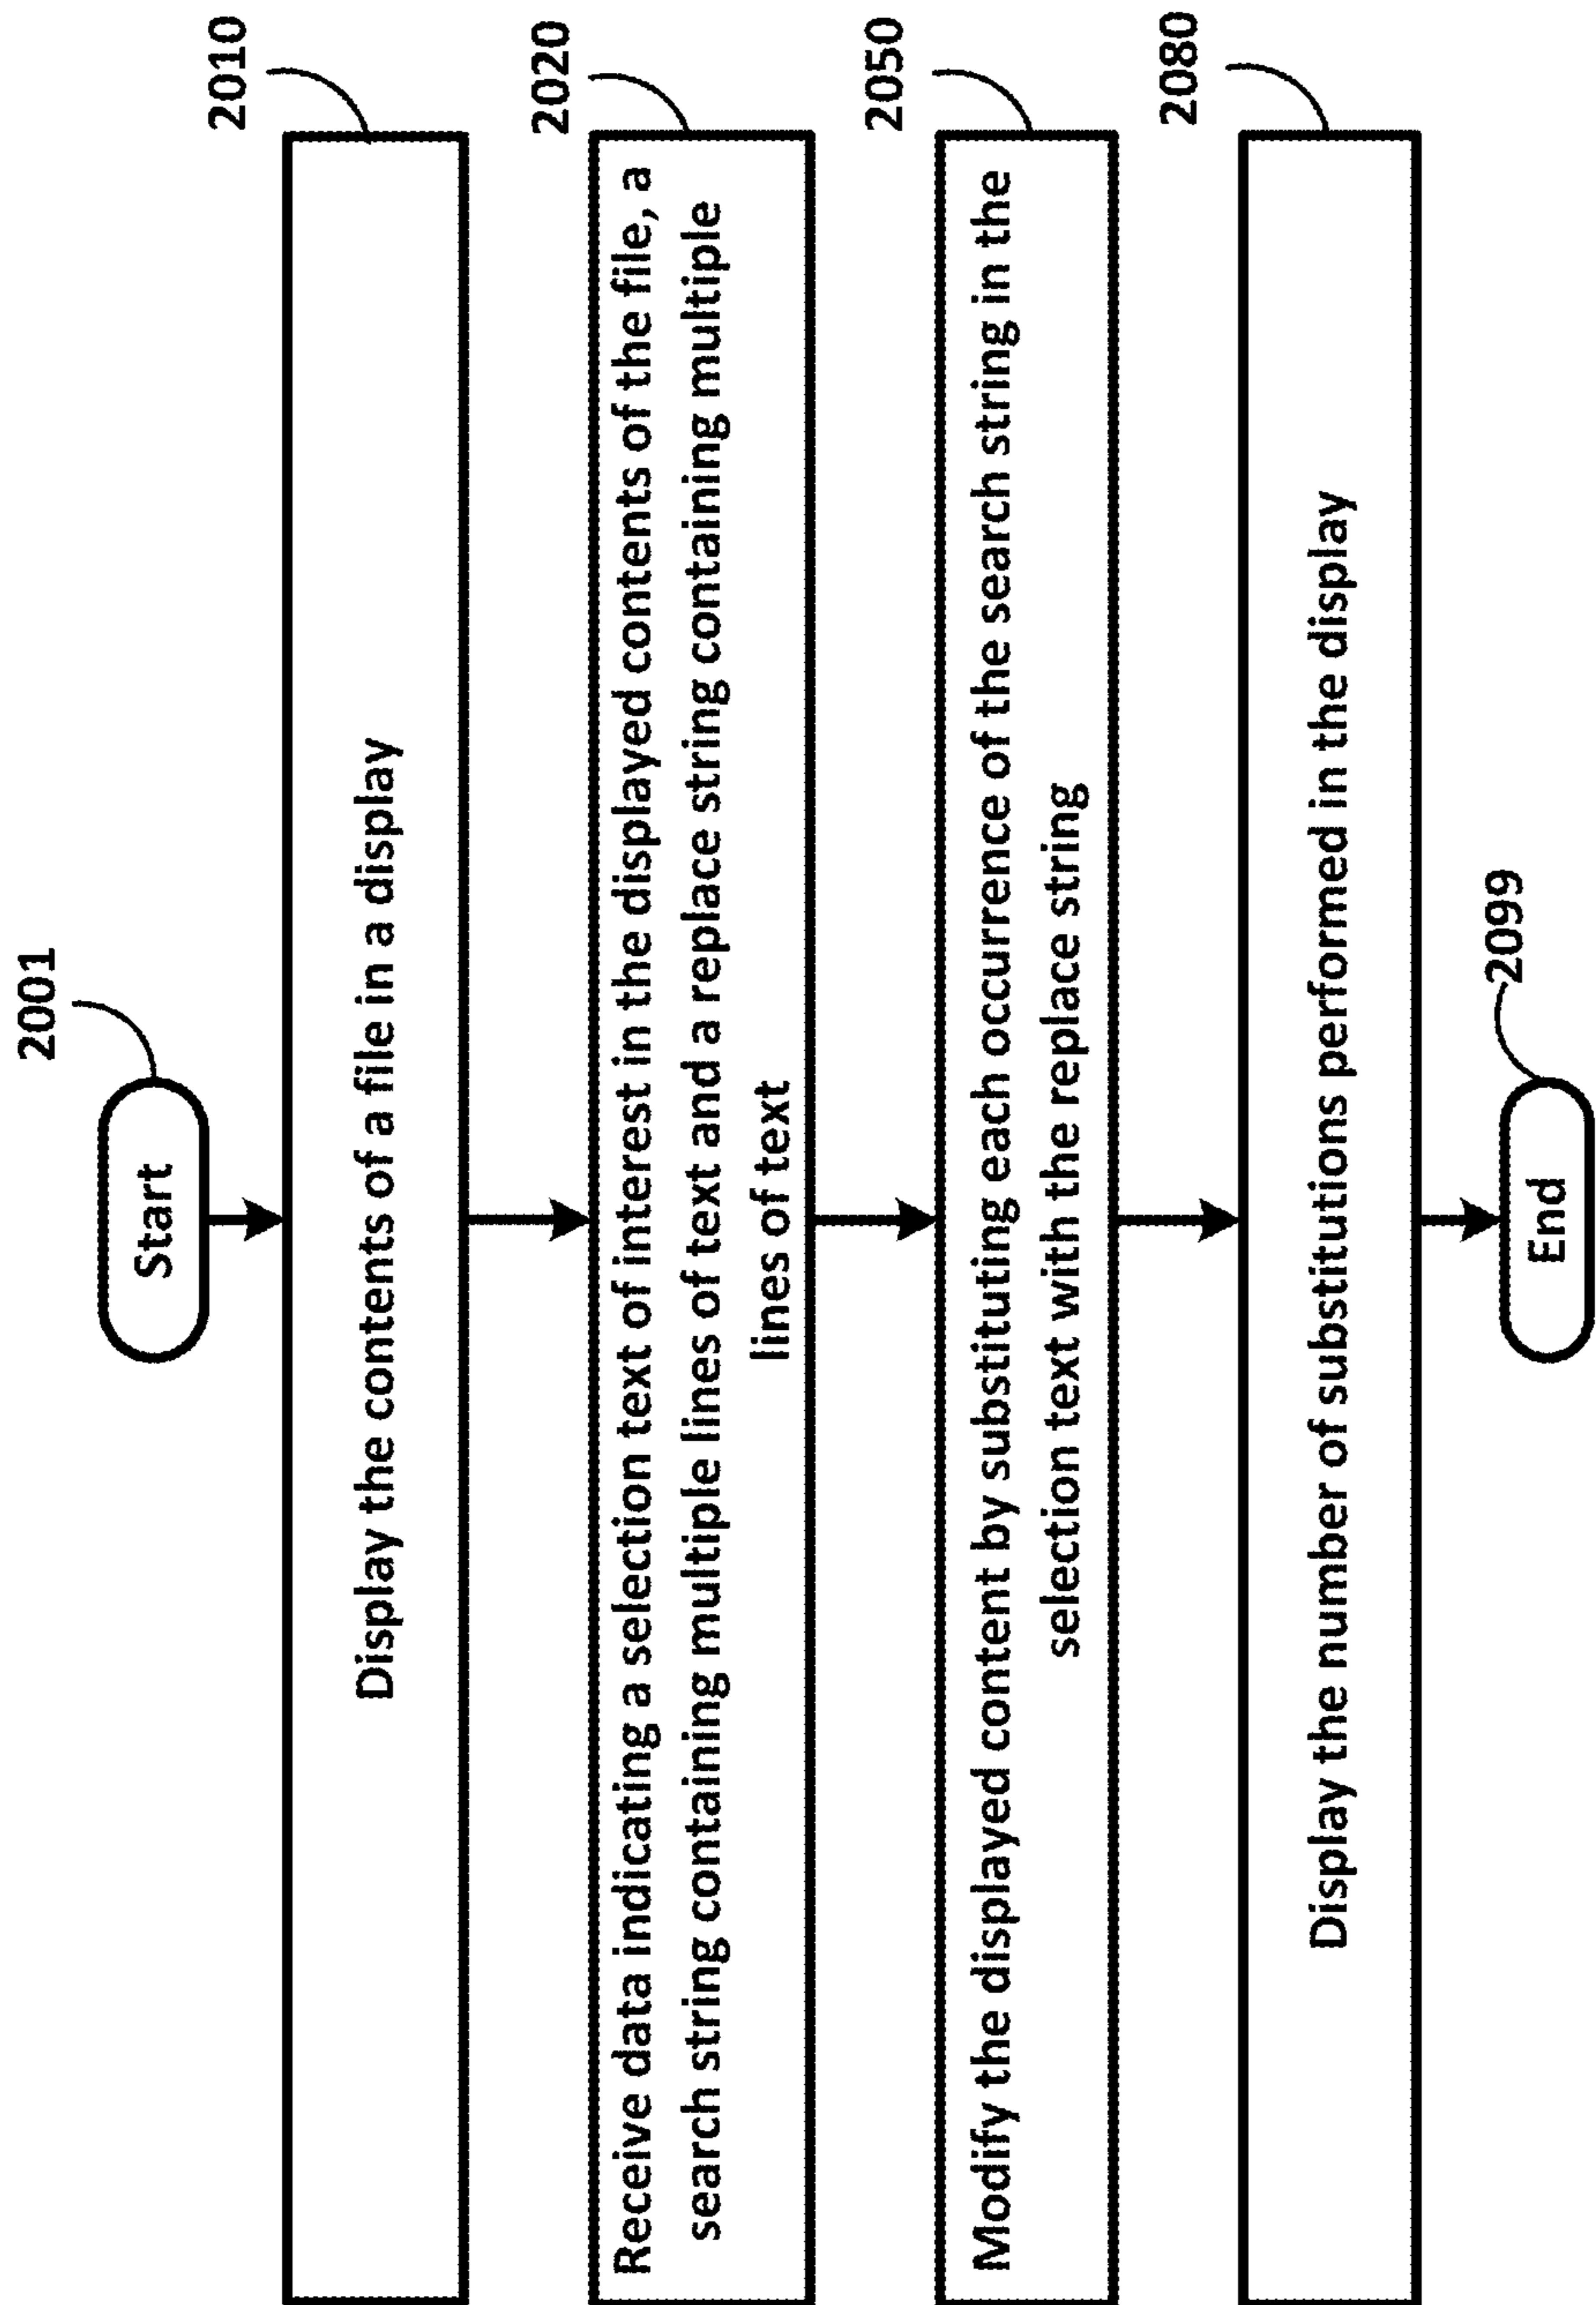 2001
Start
2010
Display the contents of a file in a display
2020
Receive data indicating a selection text of interest in the displayed contents of the file, a
search string containing multiple lines of text and a replace string containing multiple
lines of text
2050
Modify the displayed content by substituting each occurrence of the search string in the
selection text with the replace string
2080
Display the number of substitutions performed in the display
2099
End